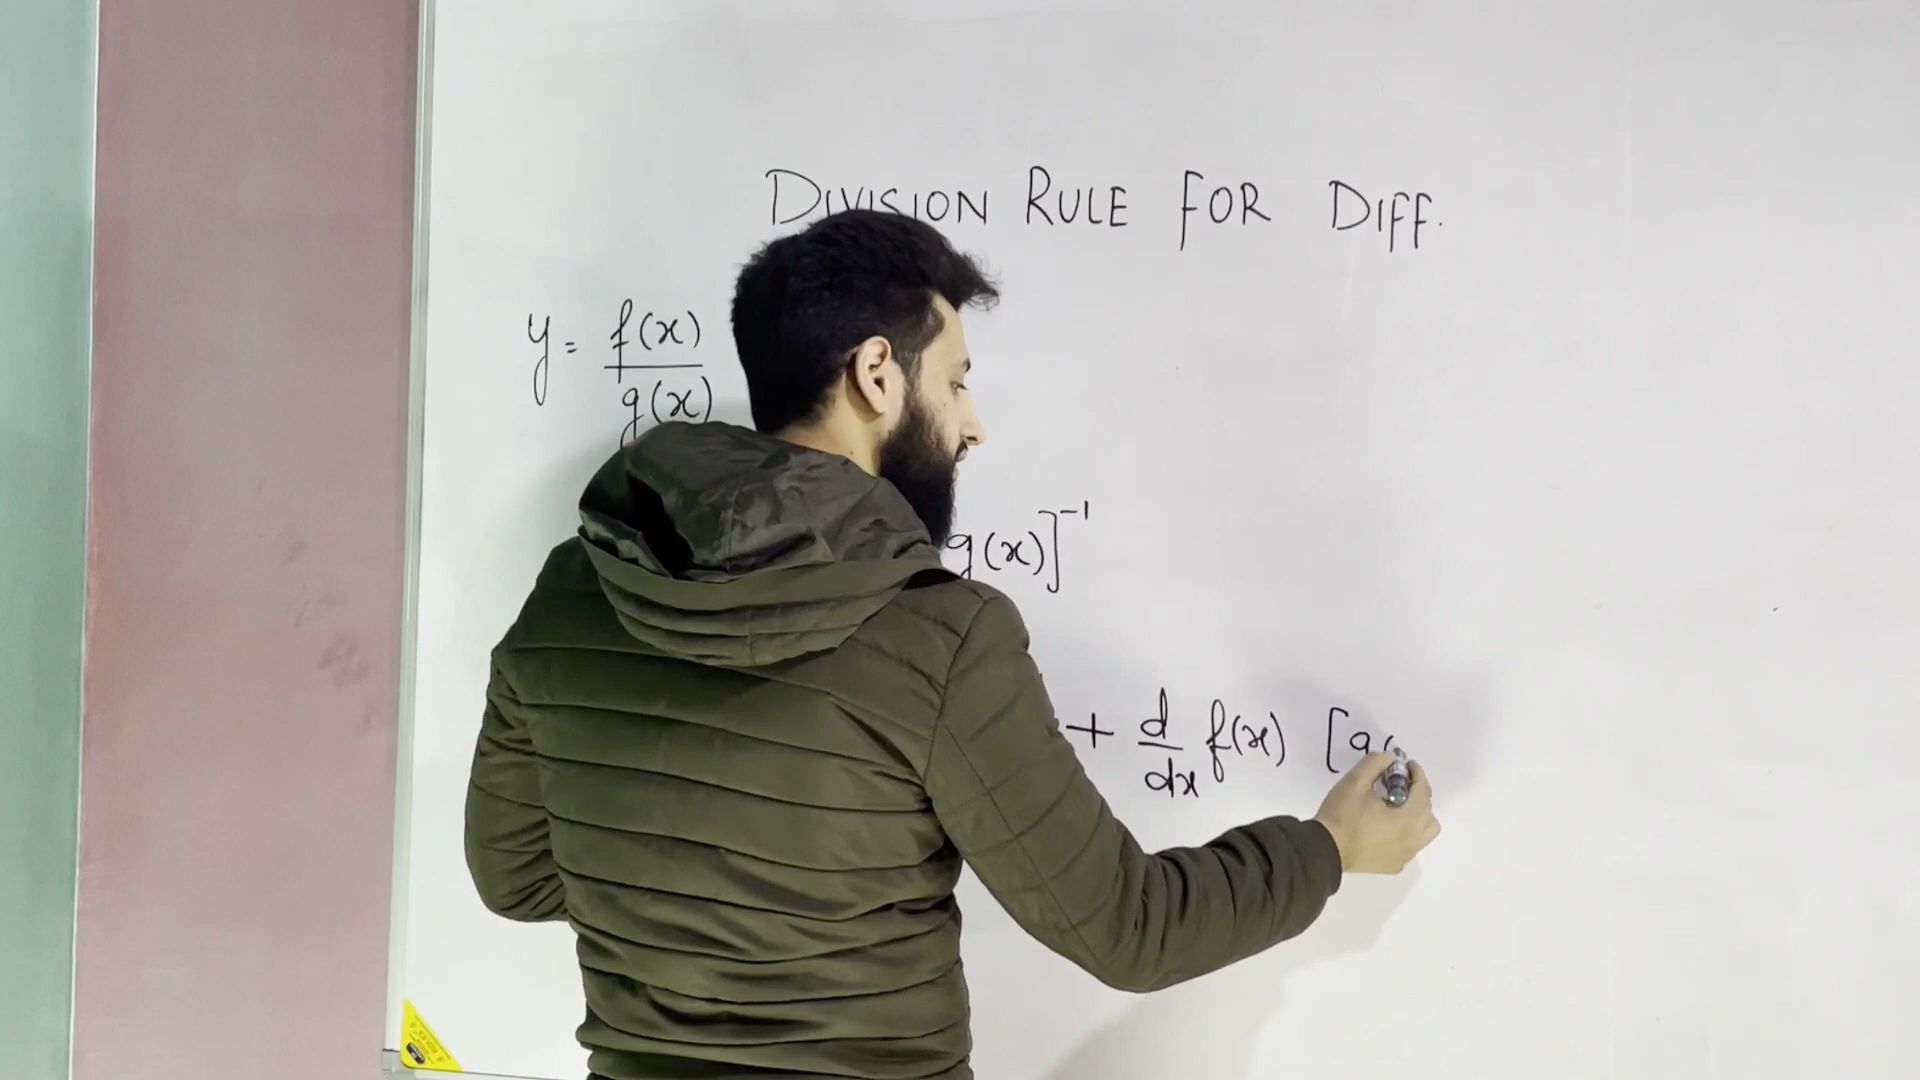 DIVISION RULE FOR DIFF.
y = f(x)
g(x)
g(x)]⁻¹
+ d/dx f(x) [g(